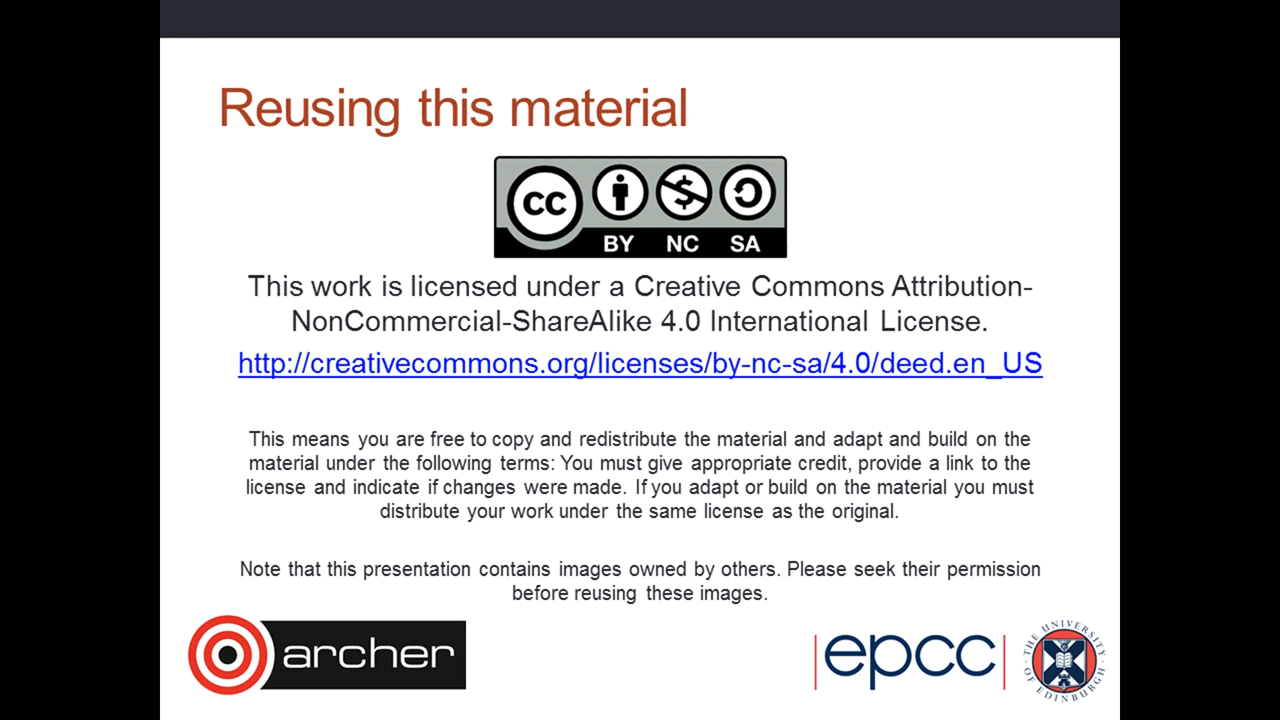 Reusing this material
CC
BY NC SA
This work is licensed under a Creative Commons Attribution-
NonCommercial-ShareAlike 4.0 International License.
http://creativecommons.org/licenses/by-nc-sa/4.0/deed.en_US
This means you are free to copy and redistribute the material and adapt and build on the
material under the following terms: You must give appropriate credit, provide a link to the
license and indicate if changes were made. If you adapt or build on the material you must
distribute your work under the same license as the original.
Note that this presentation contains images owned by others. Please seek their permission
before reusing these images.
archer
epcc
THE UNIVERSITY OF EDINBURGH